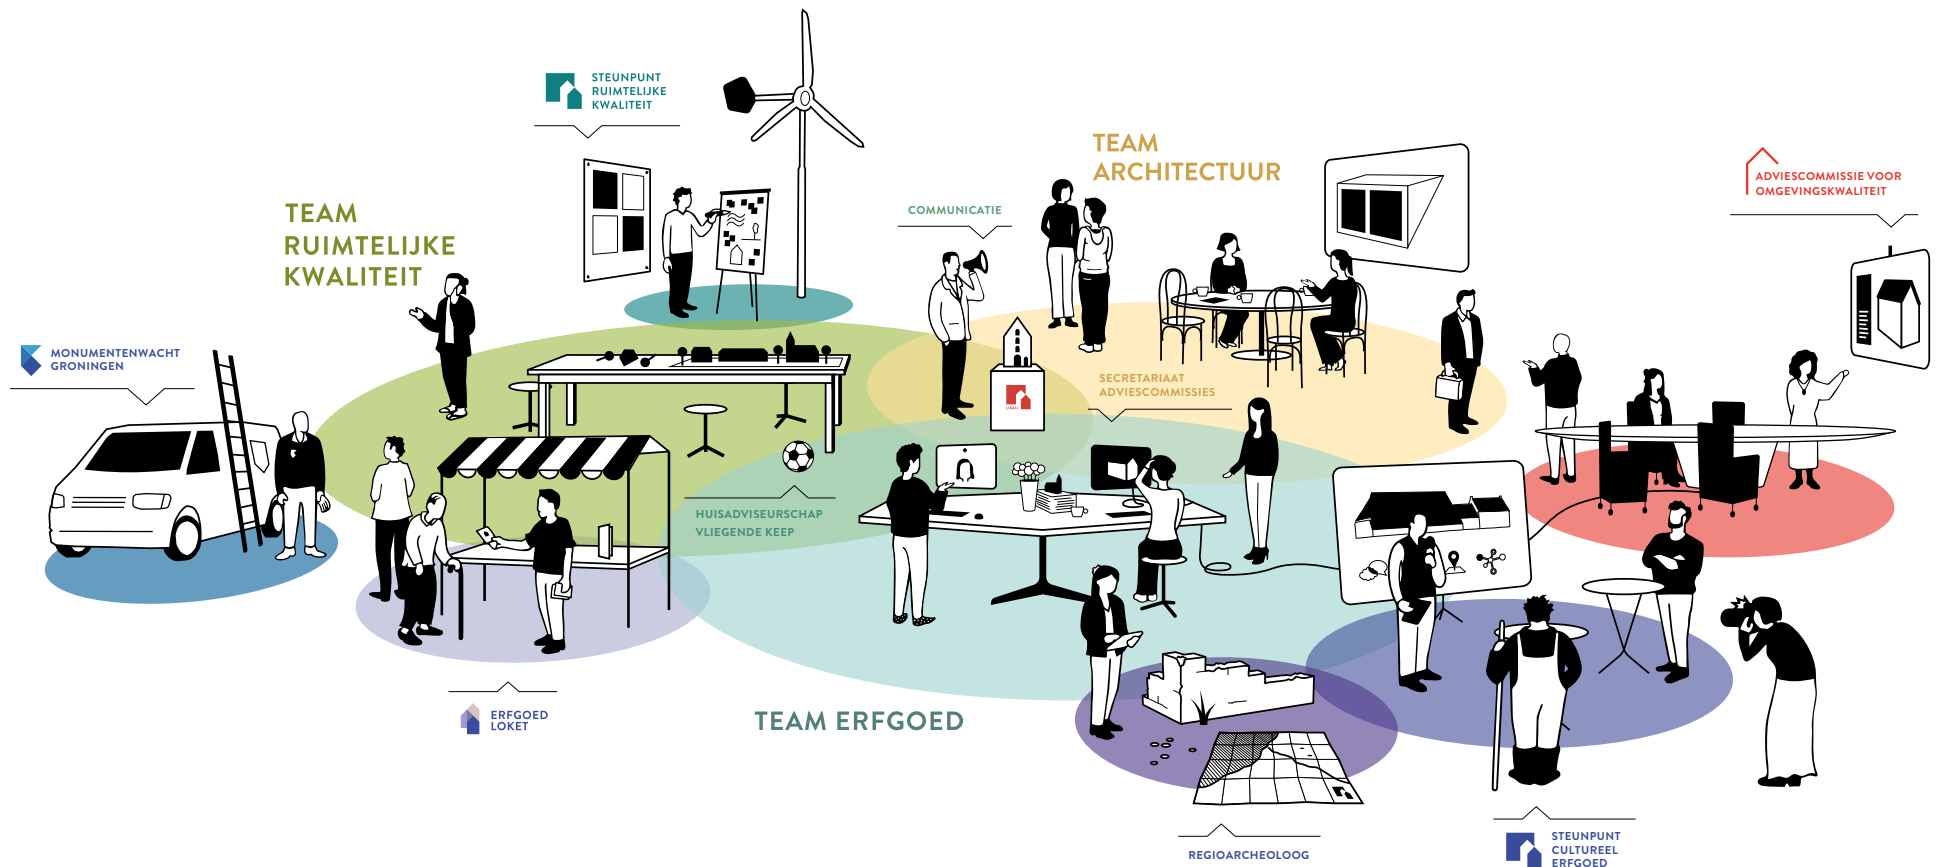 STEUNPUNT
RUIMTELIJKE
KWALITEIT
TEAM
ARCHITECTUUR
ADVIESCOMMISSIE VOOR
OMGEVINGSKWALITEIT
TEAM
RUIMTELIJKE
KWALITEIT
COMMUNICATIE
MONUMENTENWACHT
GRONINGEN
SECRETARIAAT
ADVIESCOMMISSIES
LIBAU
HUISADVISEURSCHAP
VLIEGENDE KEEP
ERFGOED
LOKET
TEAM ERFGOED
REGIOARCHEOLOOG
STEUNPUNT
CULTUREEL
ERFGOED